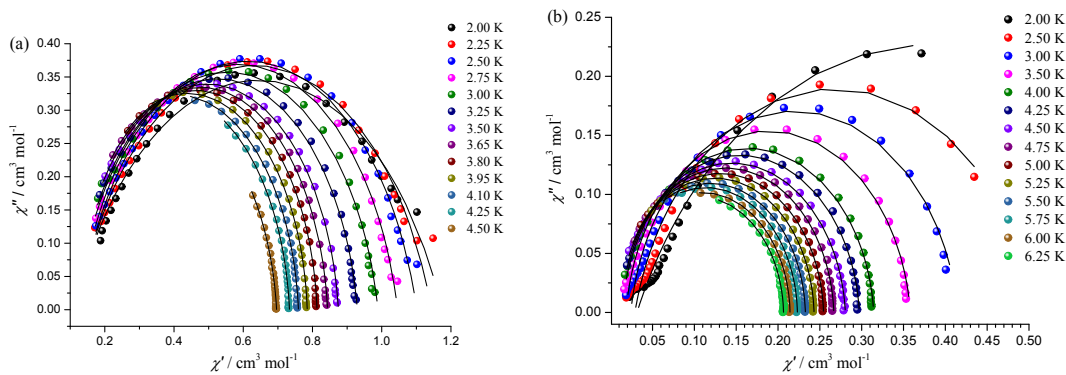 (a)
χ″ / cm³ mol⁻¹
0.40
0.35
0.30
0.25
0.20
0.15
0.10
0.05
0.00
0.2 0.4 0.6 0.8 1.0 1.2
χ′ / cm³ mol⁻¹
2.00 K
2.25 K
2.50 K
2.75 K
3.00 K
3.25 K
3.50 K
3.65 K
3.80 K
3.95 K
4.10 K
4.25 K
4.50 K
(b)
χ″ / cm³ mol⁻¹
0.25
0.20
0.15
0.10
0.05
0.00
0.05 0.10 0.15 0.20 0.25 0.30 0.35 0.40 0.45 0.50
χ′ / cm³ mol⁻¹
2.00 K
2.50 K
3.00 K
3.50 K
4.00 K
4.25 K
4.50 K
4.75 K
5.00 K
5.25 K
5.50 K
5.75 K
6.00 K
6.25 K